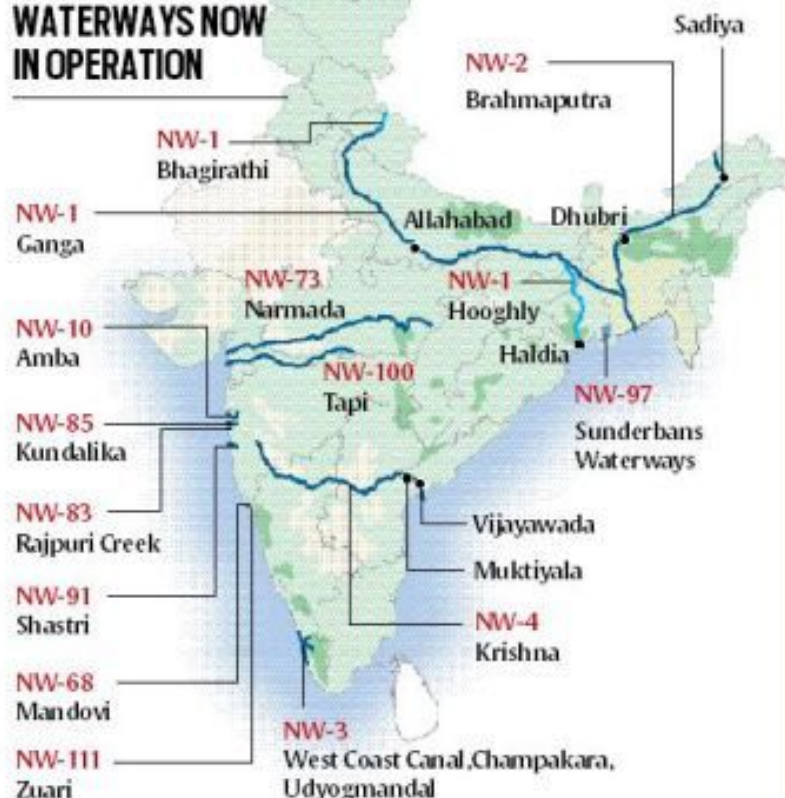 WATERWAYS NOW
IN OPERATION
Sadiya
NW-2
Brahmaputra
NW-1
Bhagirathi
NW-1
Ganga
Allahabad
Dhubri
NW-73
Narmada
NW-1
Hooghly
NW-10
Amba
Haldia
NW-100
Tapi
NW-97
Sunderbans
Waterways
NW-85
Kundalika
NW-83
Rajpuri Creek
Vijayawada
Muktiyala
NW-91
Shastri
NW-4
Krishna
NW-68
Mandovi
NW-3
West Coast Canal,Champakara,
Udyogmandal
NW-111
Zuari